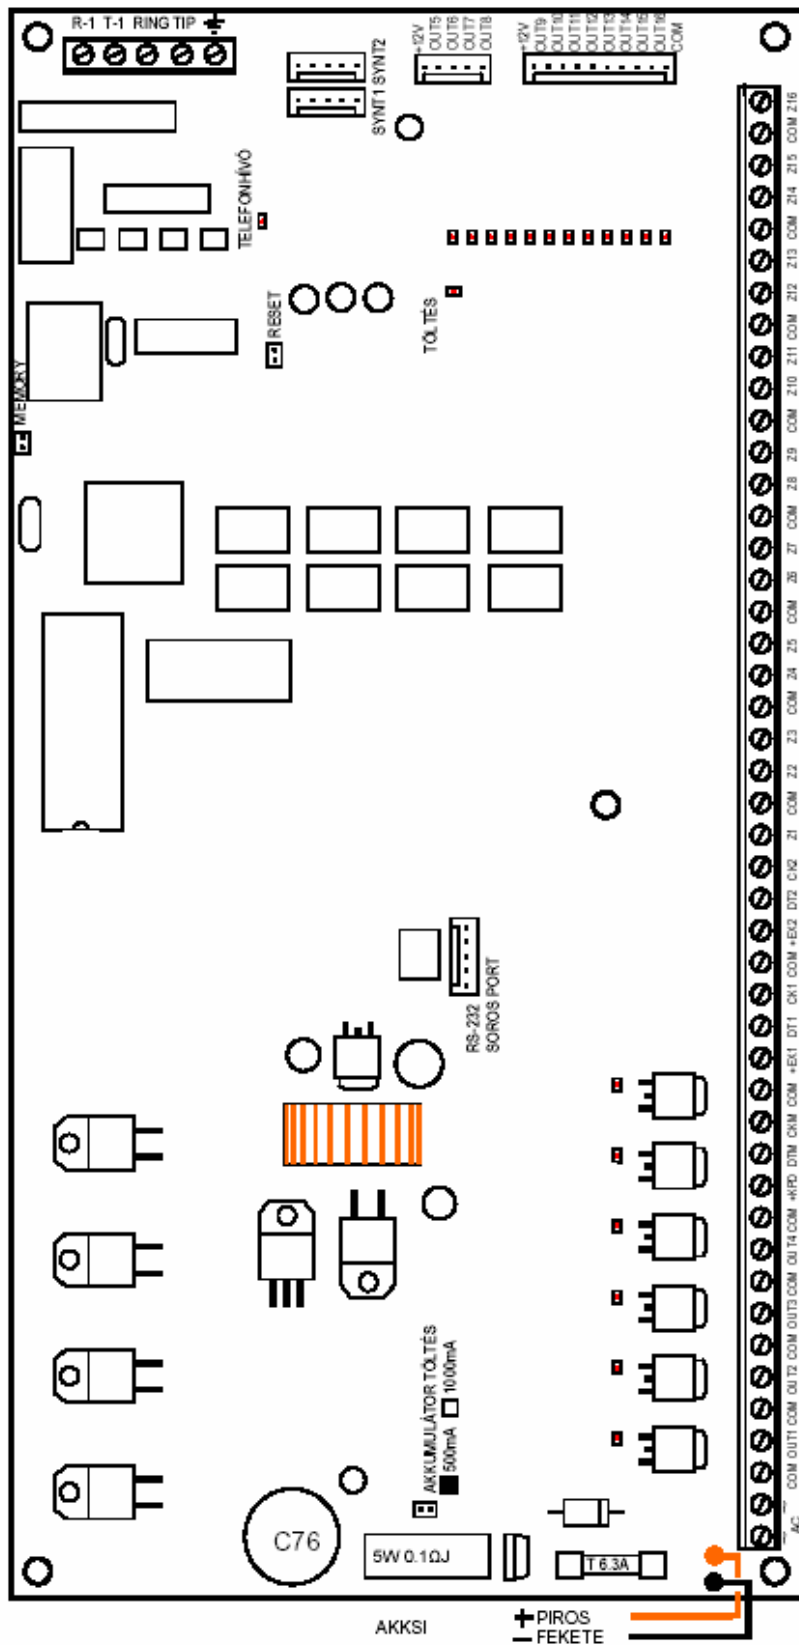 R-1 T-1 RING TIP
SYNT1 SYNT2
+12V
OUT5
OUT6
OUT7
OUT8
+12V
OUT9
OUT10
OUT11
OUT12
OUT13
OUT14
OUT15
OUT16
COM
TELEFONHÍVÓ
RESET
TÖLTÉS
MEMORY
RS-232
SOROS PORT
AKKUMULÁTOR TÖLTÉS
500mA 1000mA
C76
5W 0.1ΩJ
T 6.3A
AC COM OUT1 COM OUT2 COM OUT3 COM OUT4 COM +KPD DTM CKM COM +EX1 DT1 CK1 COM +EX2 DT2 CK2 Z1 COM Z2 Z3 COM Z4 Z5 COM Z6 Z7 COM Z8 Z9 COM Z10 Z11 COM Z12 Z13 COM Z14 Z15 COM Z16
AKKSI
+ PIROS
− FEKETE